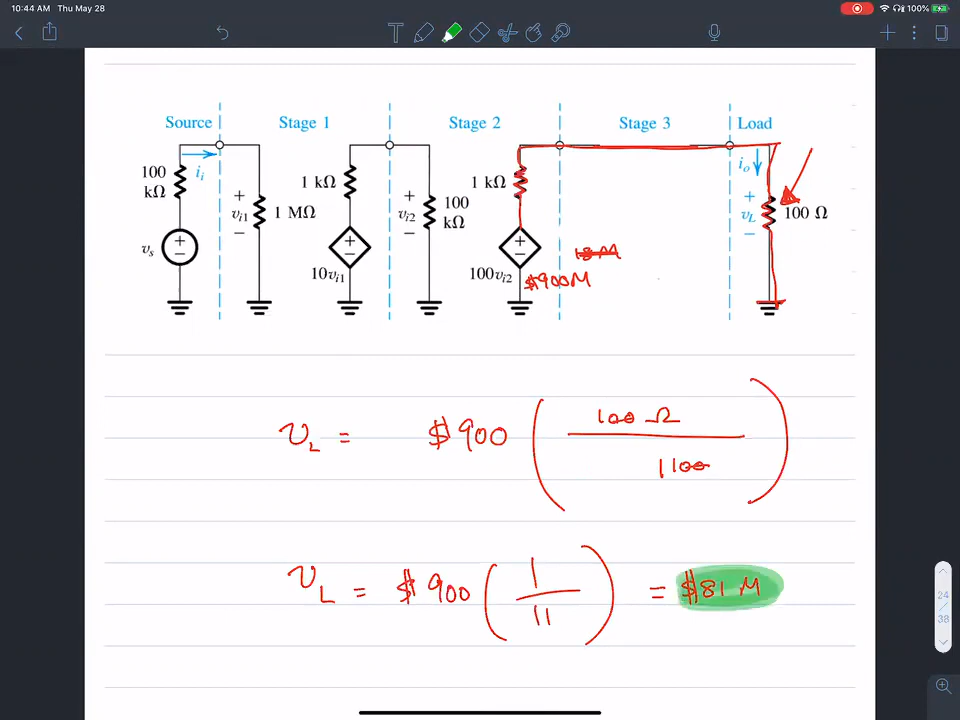 10:44 AM Thu May 28
100%
Source Stage 1 Stage 2 Stage 3 Load
100 kΩ
i_i
+ v_i1 −
1 MΩ
1 kΩ
+ v_i2 −
100 kΩ
1 kΩ
i_o
+ v_L −
100 Ω
v_s
+ −
10v_i1
+ −
100v_i2
+ −
18 M
$900M
v_L = $900 ( 100 Ω / 1100 )
v_L = $900 ( 1 / 11 ) = $81 M
24 / 38
T